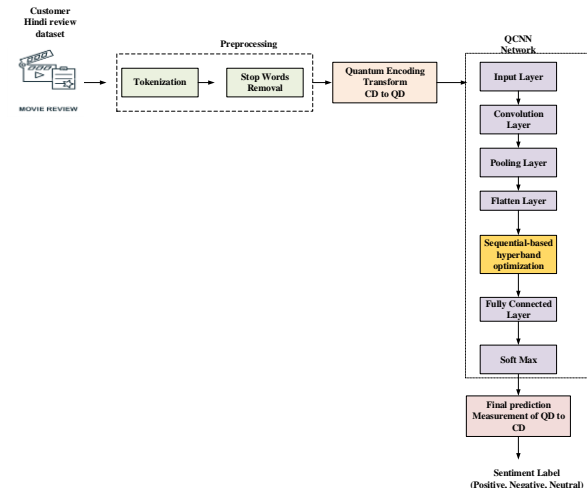 Customer
Hindi review
dataset
MOVIE REVIEW
Preprocessing
Tokenization
Stop Words
Removal
Quantum Encoding
Transform
CD to QD
QCNN
Network
Input Layer
Convolution
Layer
Pooling Layer
Flatten Layer
Sequential-based
hyperband
optimization
Fully Connected
Layer
Soft Max
Final prediction
Measurement of QD to
CD
Sentiment Label
(Positive, Negative, Neutral)